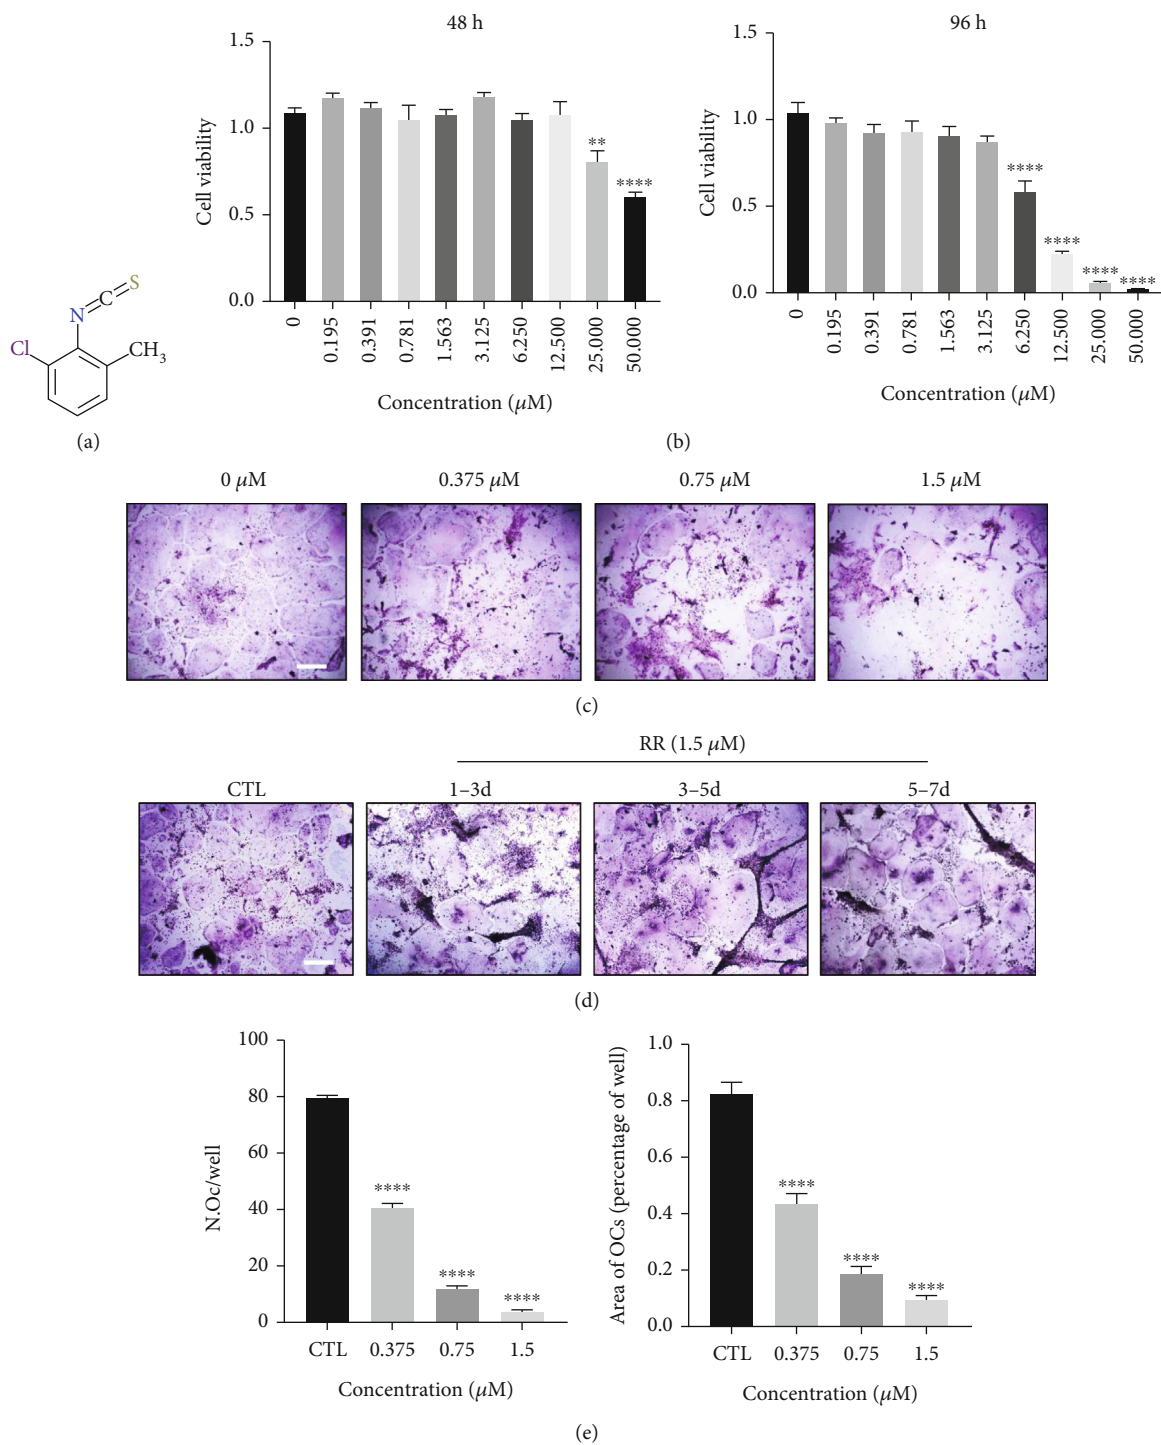 48 h
Cell viability
1.5
1.0
0.5
0.0
**
****
0
0.195
0.391
0.781
1.563
3.125
6.250
12.500
25.000
50.000
Concentration (μM)
96 h
Cell viability
1.5
1.0
0.5
0.0
****
****
****
****
0
0.195
0.391
0.781
1.563
3.125
6.250
12.500
25.000
50.000
Concentration (μM)
S
C
N
Cl
CH3
(a)
(b)
0 μM
0.375 μM
0.75 μM
1.5 μM
(c)
RR (1.5 μM)
CTL
1–3d
3–5d
5–7d
(d)
N.Oc/well
100
80
60
40
20
0
****
****
****
CTL
0.375
0.75
1.5
Concentration (μM)
Area of OCs (percentage of well)
1.0
0.8
0.6
0.4
0.2
0.0
****
****
****
CTL
0.375
0.75
1.5
Concentration (μM)
(e)